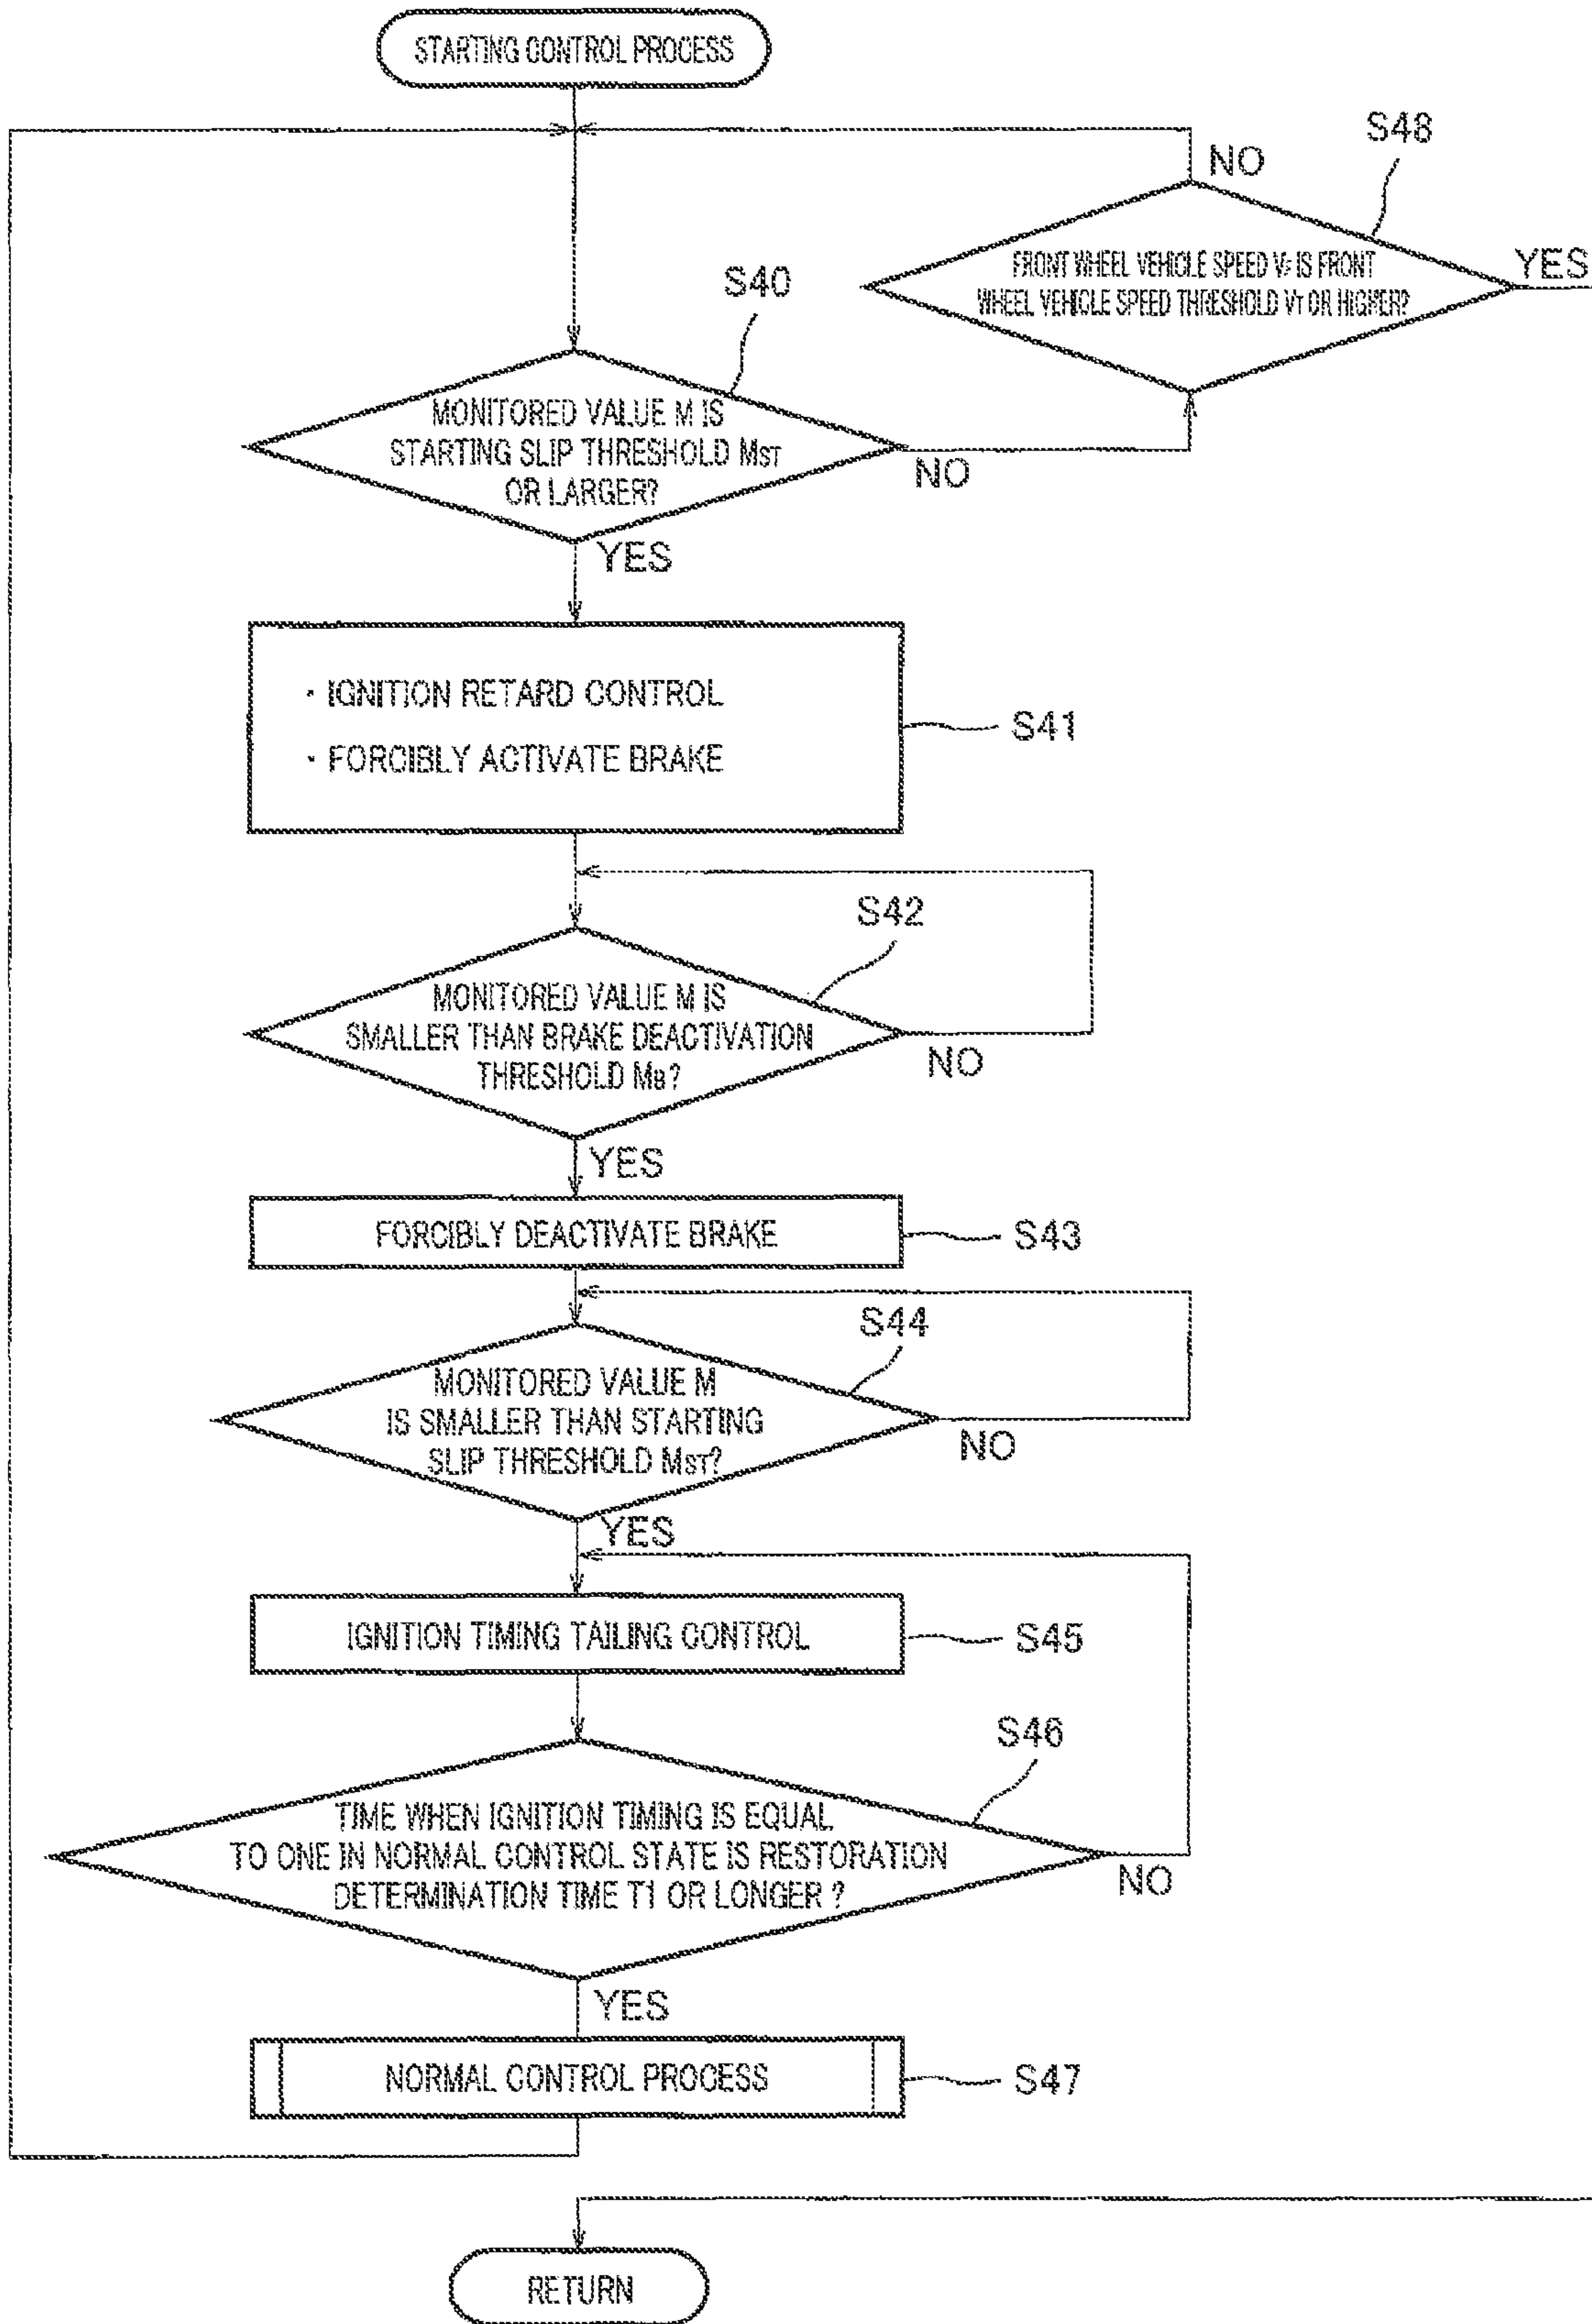 STARTING CONTROL PROCESS
S48
NO
FRONT WHEEL VEHICLE SPEED VF IS FRONT
WHEEL VEHICLE SPEED THRESHOLD VT OR HIGHER?
YES
S40
MONITORED VALUE M IS
STARTING SLIP THRESHOLD MST
OR LARGER?
NO
YES
· IGNITION RETARD CONTROL
· FORCIBLY ACTIVATE BRAKE
S41
S42
MONITORED VALUE M IS
SMALLER THAN BRAKE DEACTIVATION
THRESHOLD MB?
NO
YES
FORCIBLY DEACTIVATE BRAKE
S43
S44
MONITORED VALUE M
IS SMALLER THAN STARTING
SLIP THRESHOLD MST?
NO
YES
IGNITION TIMING TAILING CONTROL
S45
S46
TIME WHEN IGNITION TIMING IS EQUAL
TO ONE IN NORMAL CONTROL STATE IS RESTORATION
DETERMINATION TIME T1 OR LONGER ?
NO
YES
NORMAL CONTROL PROCESS
S47
RETURN